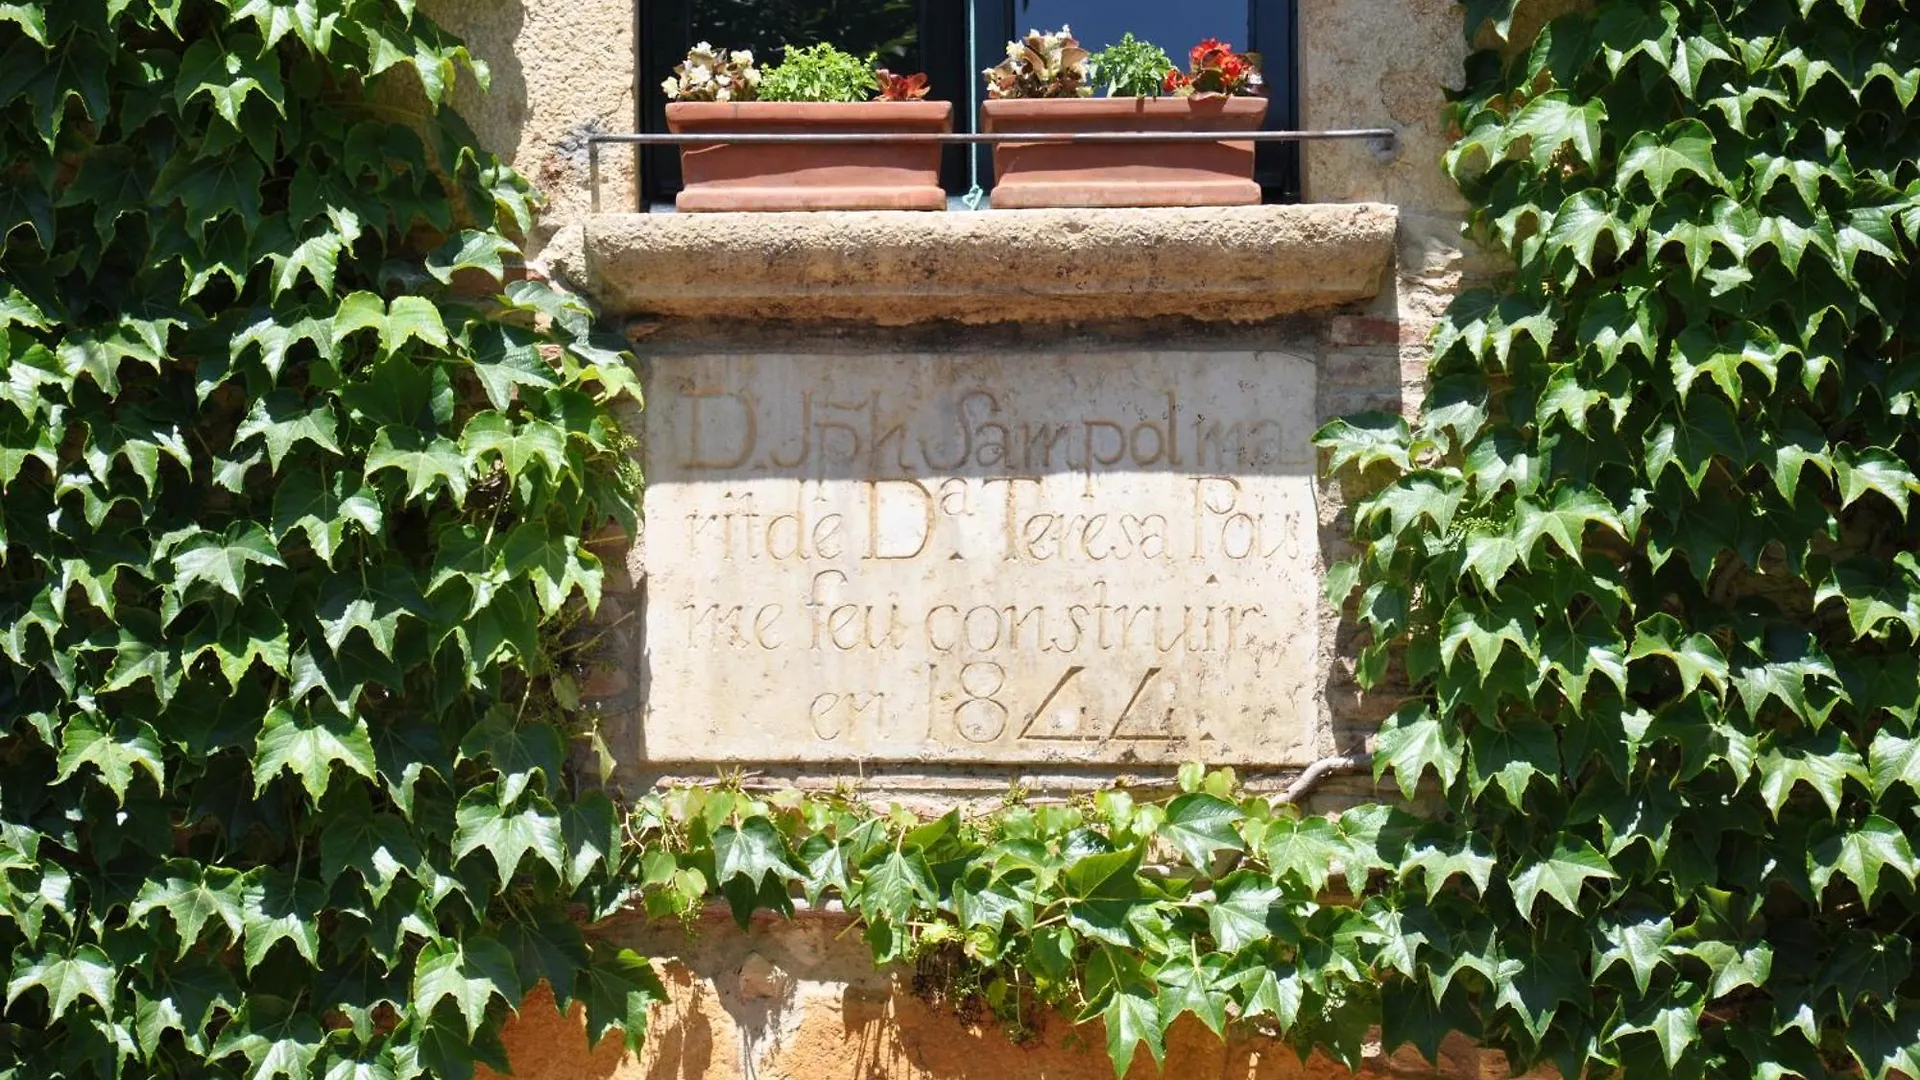 D. Jph Sampol ma
rit de Dª. Teresa Pou
me feu construir
en 1844.